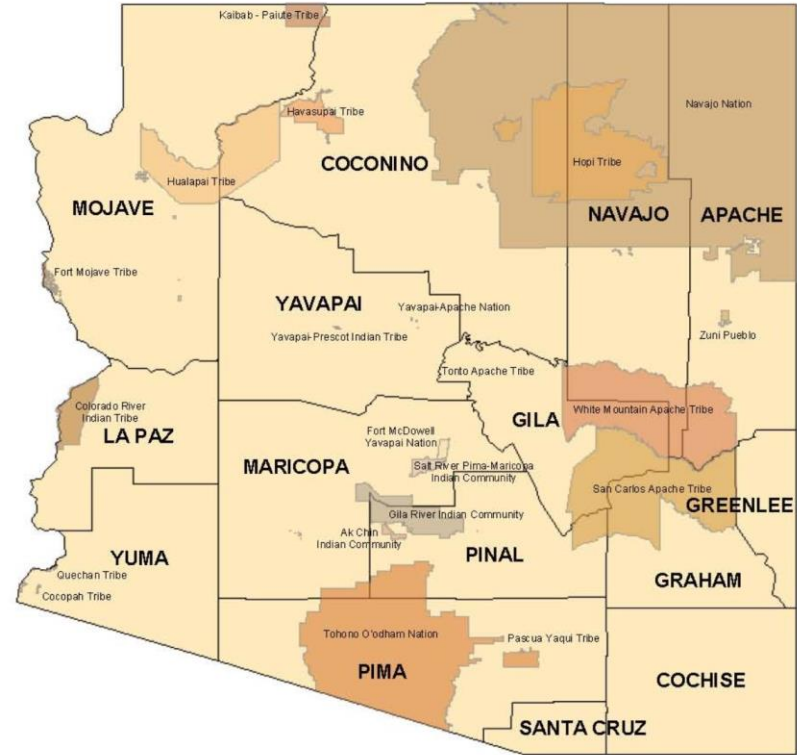 Kaibab - Paiute Tribe
Havasupai Tribe
Navajo Nation
COCONINO
Hopi Tribe
Hualapai Tribe
MOJAVE
NAVAJO
APACHE
Fort Mojave Tribe
YAVAPAI
Yavapai-Apache Nation
Yavapai-Prescot Indian Tribe
Zuni Pueblo
Tonto Apache Tribe
Colorado River
Indian Tribe
White Mountain Apache Tribe
GILA
LA PAZ
Fort McDowell
Yavapai Nation
MARICOPA
Salt River Pima-Maricopa
Indian Community
San Carlos Apache Tribe
GREENLEE
Gila River Indian Community
Ak Chin
Indian Community
YUMA
PINAL
Quechan Tribe
GRAHAM
Cocopah Tribe
Tohono O'odham Nation
Pascua Yaqui Tribe
PIMA
COCHISE
SANTA CRUZ